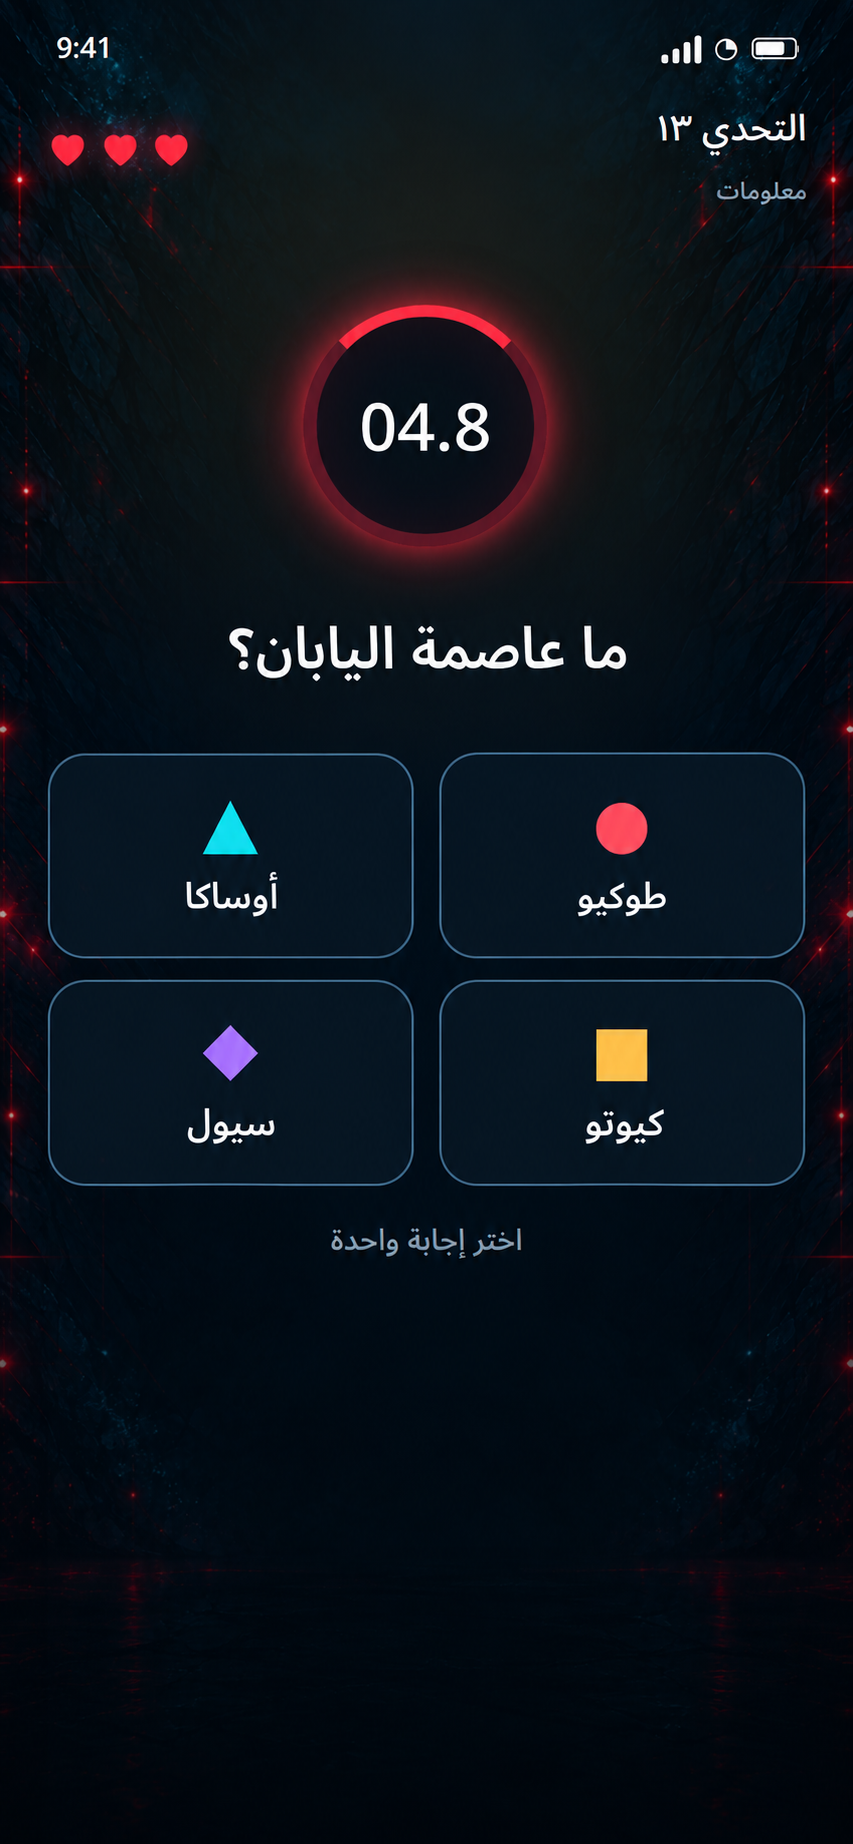 9:41
التحدي ١٣
معلومات
04.8
ما عاصمة اليابان؟
طوكيو
أوساكا
كيوتو
سيول
اختر إجابة واحدة